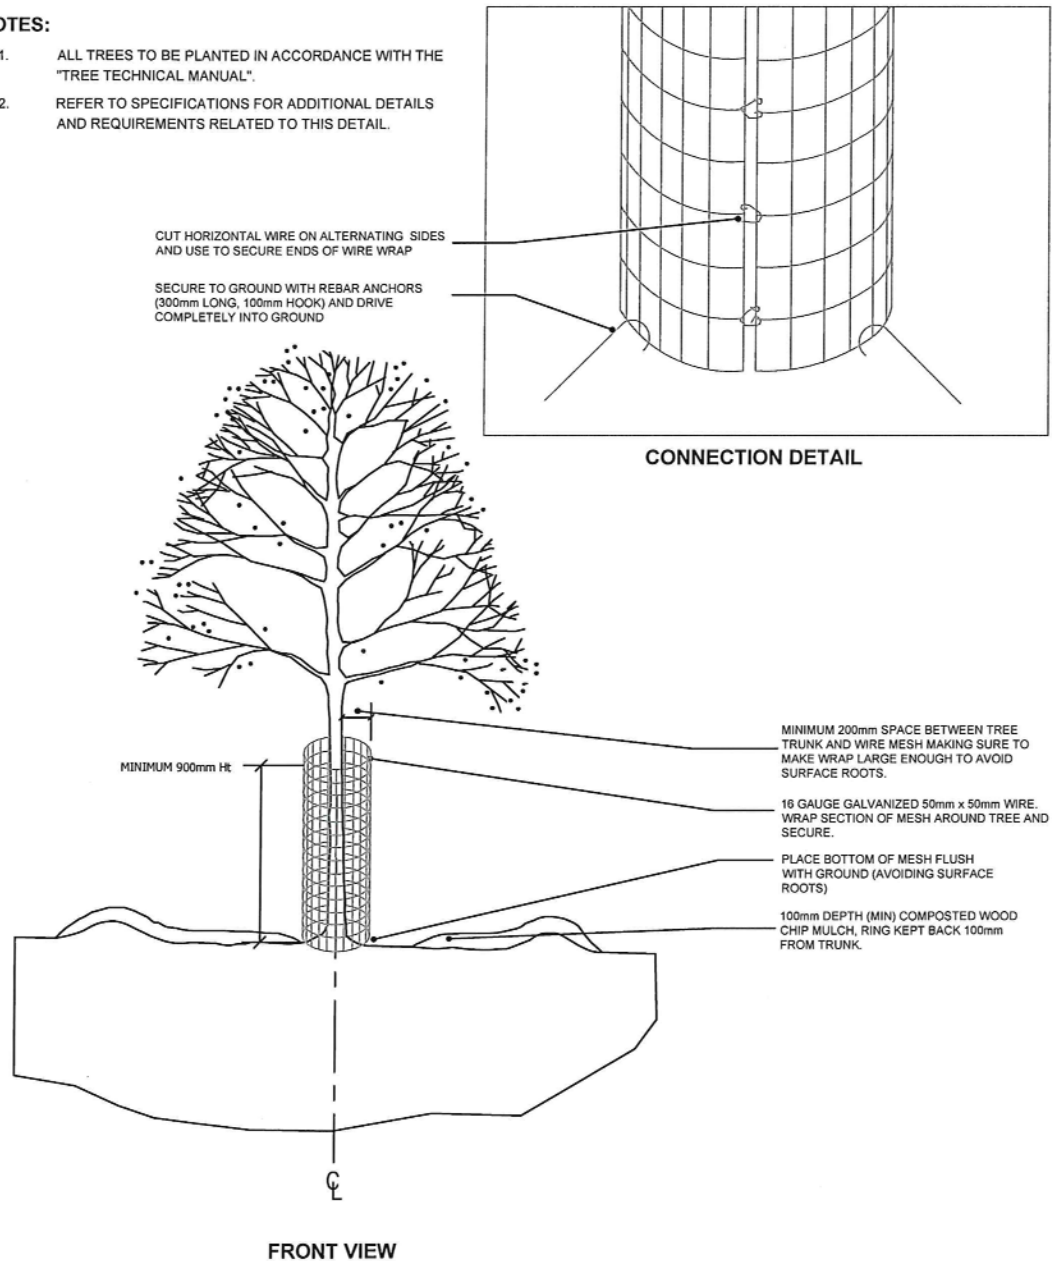 OTES:
1. ALL TREES TO BE PLANTED IN ACCORDANCE WITH THE
"TREE TECHNICAL MANUAL".
2. REFER TO SPECIFICATIONS FOR ADDITIONAL DETAILS
AND REQUIREMENTS RELATED TO THIS DETAIL.
CUT HORIZONTAL WIRE ON ALTERNATING SIDES
AND USE TO SECURE ENDS OF WIRE WRAP
SECURE TO GROUND WITH REBAR ANCHORS
(300mm LONG, 100mm HOOK) AND DRIVE
COMPLETELY INTO GROUND
CONNECTION DETAIL
MINIMUM 200mm SPACE BETWEEN TREE
TRUNK AND WIRE MESH MAKING SURE TO
MAKE WRAP LARGE ENOUGH TO AVOID
SURFACE ROOTS.
MINIMUM 900mm Ht
16 GAUGE GALVANIZED 50mm x 50mm WIRE.
WRAP SECTION OF MESH AROUND TREE AND
SECURE.
PLACE BOTTOM OF MESH FLUSH
WITH GROUND (AVOIDING SURFACE
ROOTS)
100mm DEPTH (MIN) COMPOSTED WOOD
CHIP MULCH, RING KEPT BACK 100mm
FROM TRUNK.
℄
FRONT VIEW